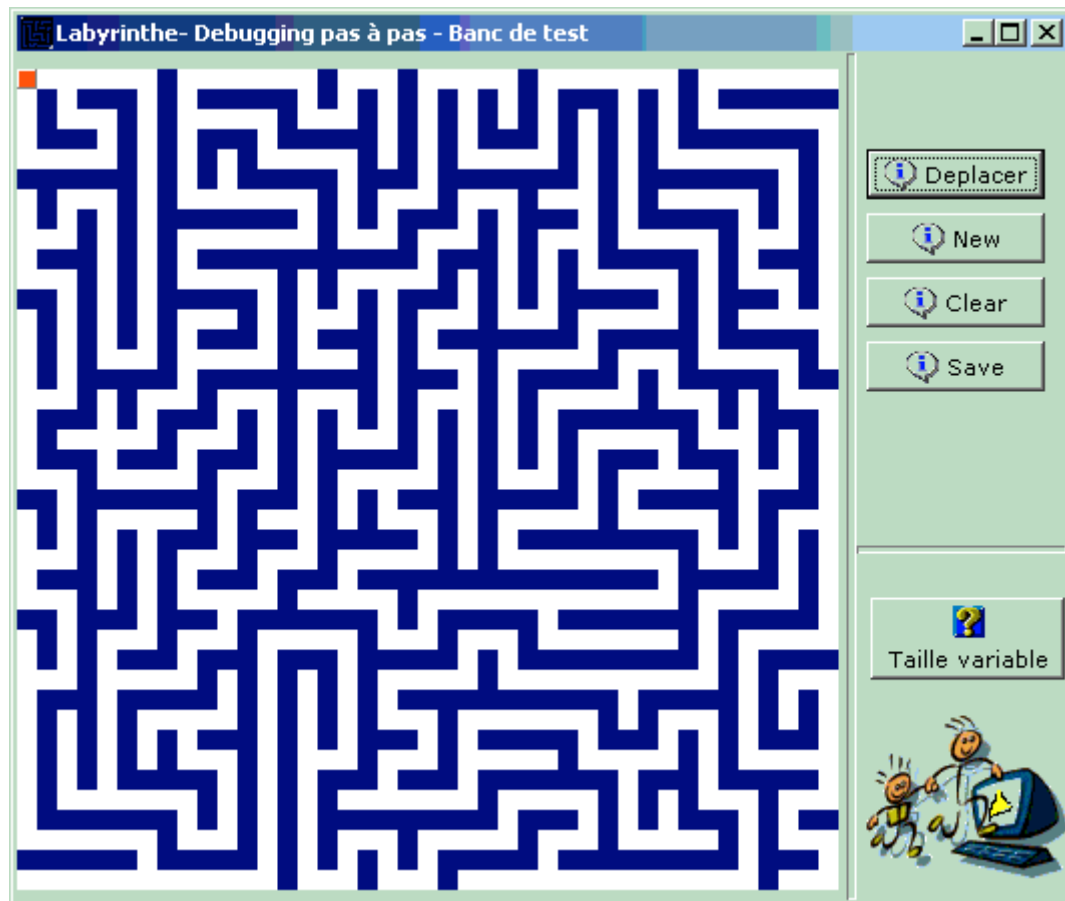 Labyrinthe- Debugging pas à pas - Banc de test
Deplacer
New
Clear
Save
Taille variable